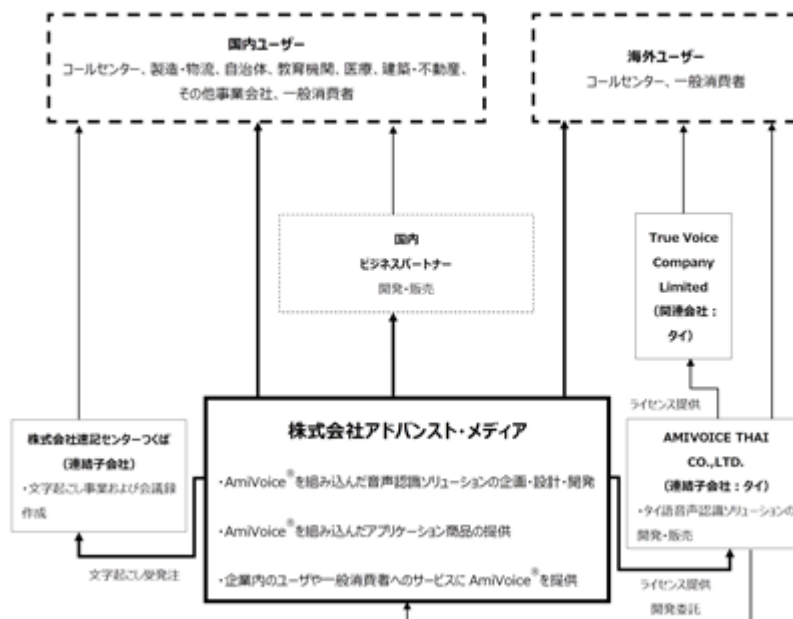 国内ユーザー
コールセンター、製造・物流、自治体、教育機関、医療、建築・不動産、
その他事業会社、一般消費者
海外ユーザー
コールセンター、一般消費者
国内
ビジネスパートナー
開発・販売
True Voice
Company
Limited
(関連会社：
タイ)
ライセンス提供
株式会社速記センターつくば
(連結子会社)
・文字起こし事業および会議録
作成
文字起こし受発注
株式会社アドバンスト・メディア
・AmiVoice®を組み込んだ音声認識ソリューションの企画・設計・開発
・AmiVoice®を組み込んだアプリケーション商品の提供
・企業内のユーザや一般消費者へのサービスに AmiVoice®を提供
AMIVOICE THAI
CO.,LTD.
(連結子会社：タイ)
・タイ語音声認識ソリューションの
開発・販売
ライセンス提供
開発委託